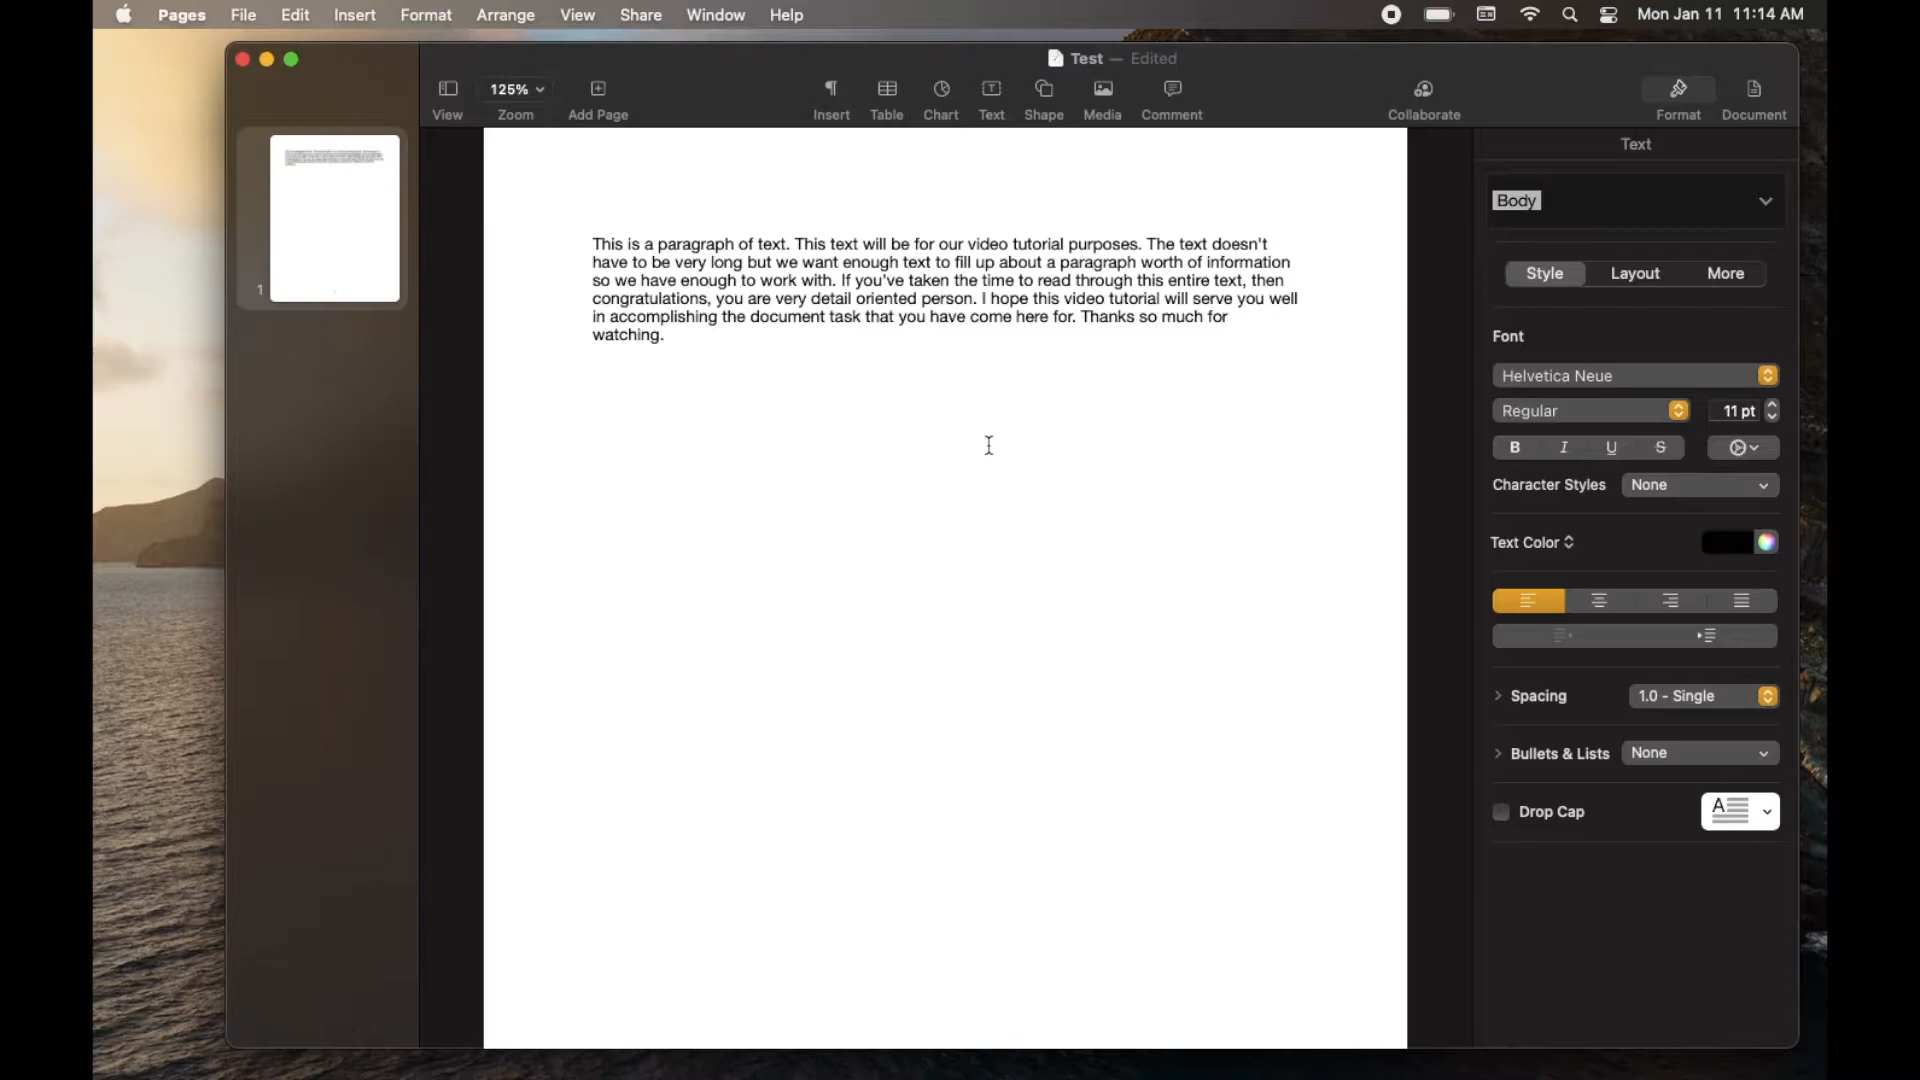 Pages File Edit Insert Format Arrange View Share Window Help Mon Jan 11 11:14 AM
Test — Edited
125%
View Zoom Add Page Insert Table Chart Text Shape Media Comment Collaborate Format Document
Text
Body
Style Layout More
1
This is a paragraph of text. This text will be for our video tutorial purposes. The text doesn't
have to be very long but we want enough text to fill up about a paragraph worth of information
so we have enough to work with. If you've taken the time to read through this entire text, then
congratulations, you are very detail oriented person. I hope this video tutorial will serve you well
in accomplishing the document task that you have come here for. Thanks so much for
watching.
Font
Helvetica Neue
Regular 11 pt
B I U S
Character Styles None
Text Color
Spacing 1.0 - Single
Bullets & Lists None
Drop Cap A